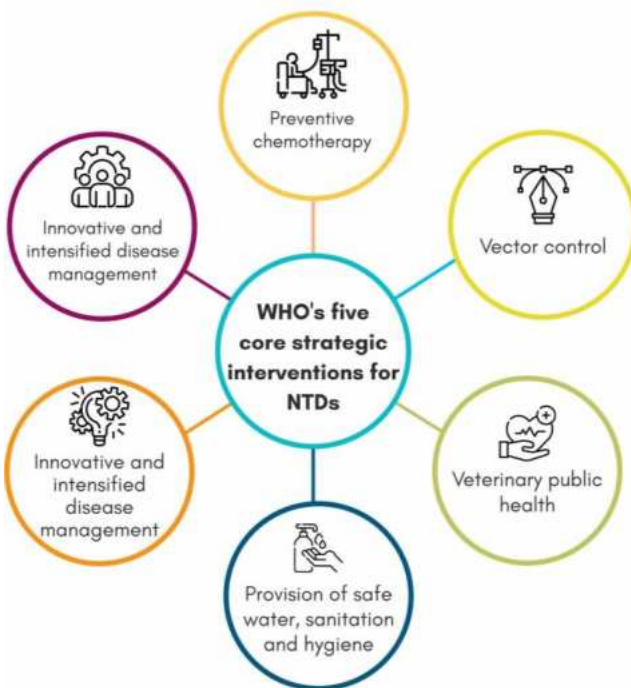 Preventive
chemotherapy
Innovative and
intensified disease
management
Vector control
WHO's five
core strategic
interventions for
NTDs
Innovative and
intensified
disease
management
Veterinary public
health
Provision of safe
water, sanitation
and hygiene